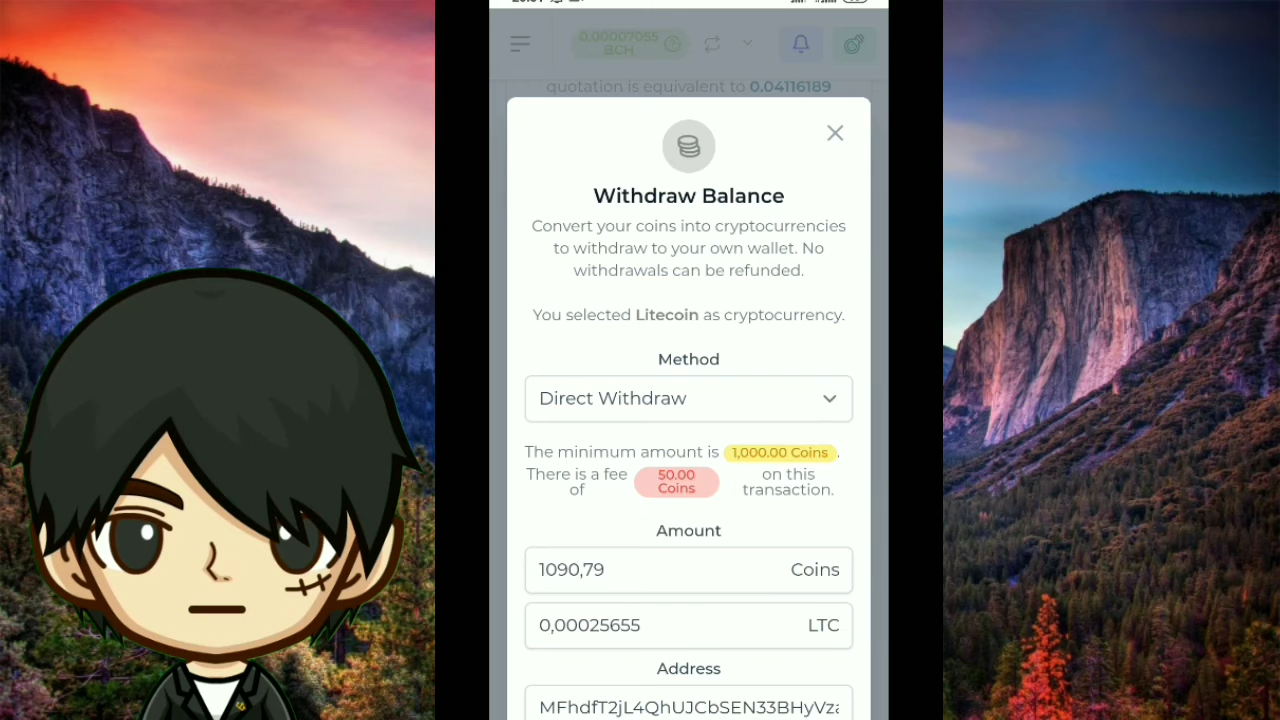 0.00007055
BCH
quotation is equivalent to 0.04116189
Withdraw Balance
Convert your coins into cryptocurrencies
to withdraw to your own wallet. No
withdrawals can be refunded.
You selected Litecoin as cryptocurrency.
Method
Direct Withdraw
The minimum amount is 1,000.00 Coins.
There is a fee of 50.00 Coins on this transaction.
Amount
1090,79 Coins
0,00025655 LTC
Address
MFhdfT2jL4QhUJCbSEN33BHyVz